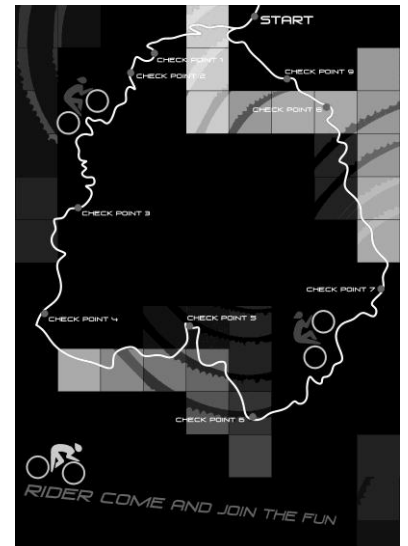 START
CHECK POINT 1
CHECK POINT 9
CHECK POINT 2
CHECK POINT 8
CHECK POINT 3
CHECK POINT 7
CHECK POINT 5
CHECK POINT 4
CHECK POINT 6
RIDER COME AND JOIN THE FUN